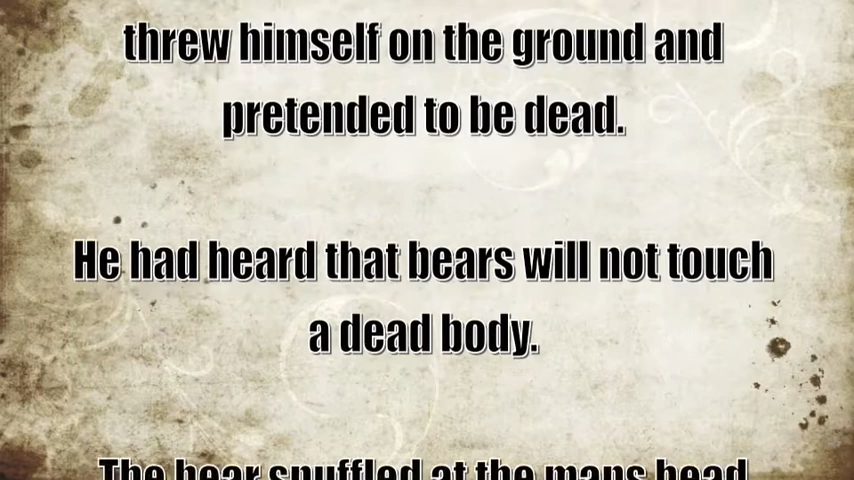 threw himself on the ground and
pretended to be dead.
He had heard that bears will not touch
a dead body.
The bear snuffled at the mans head